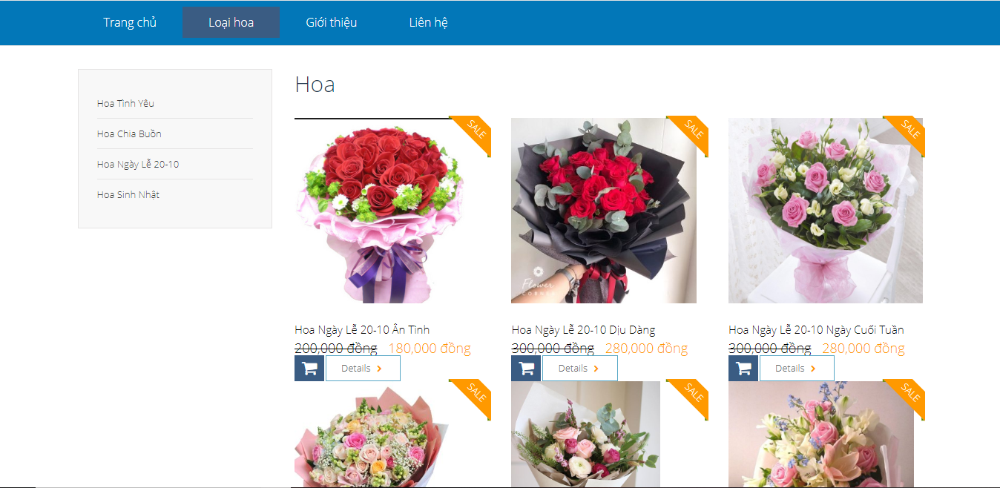 Trang chủ Loại hoa Giới thiệu Liên hệ
Hoa Tình Yêu
Hoa Chia Buồn
Hoa Ngày Lễ 20-10
Hoa Sinh Nhật
Hoa
SALE SALE SALE
Flower
CORNER
Hoa Ngày Lễ 20-10 Ân Tình
200,000 đồng 180,000 đồng
Details
Hoa Ngày Lễ 20-10 Dịu Dàng
300,000 đồng 280,000 đồng
Details
Hoa Ngày Lễ 20-10 Ngày Cuối Tuần
300,000 đồng 280,000 đồng
Details
SALE SALE SALE